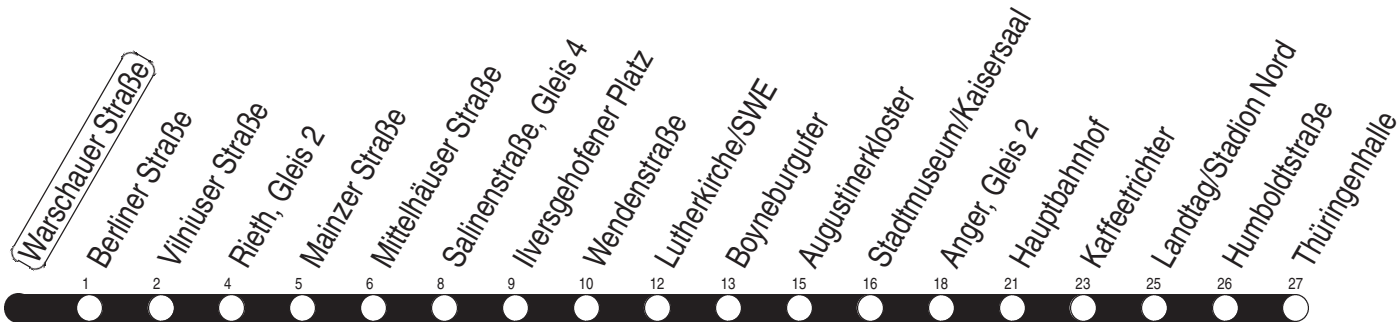 Warschauer Straße
Berliner Straße
Vilniuser Straße
Rieth, Gleis 2
Mainzer Straße
Mittelhäuser Straße
Salinenstraße, Gleis 4
Ilversgehofener Platz
Wendenstraße
Lutherkirche/SWE
Boyneburgufer
Augustinerkloster
Stadtmuseum/Kaisersaal
Anger, Gleis 2
Hauptbahnhof
Kaffeetrichter
Landtag/Stadion Nord
Humboldtstraße
Thüringenhalle
1 2 4 5 6 8 9 10 12 13 15 16 18 21 23 25 26 27